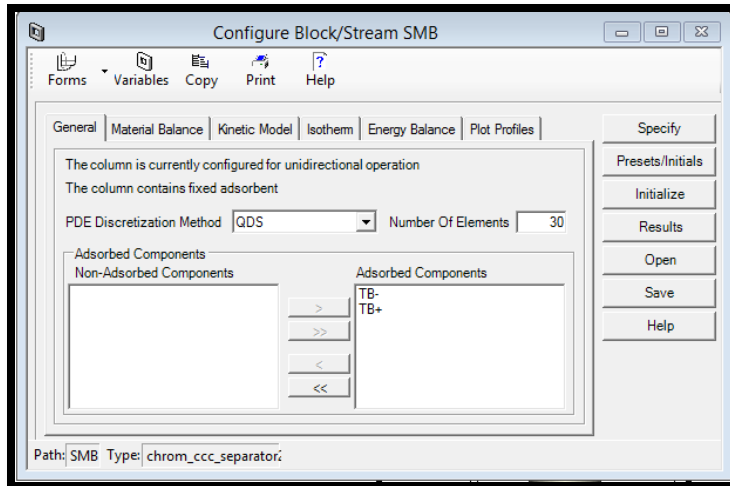 Configure Block/Stream SMB
Forms Variables Copy Print Help
General Material Balance Kinetic Model Isotherm Energy Balance Plot Profiles
The column is currently configured for unidirectional operation
The column contains fixed adsorbent
PDE Discretization Method QDS Number Of Elements 30
Adsorbed Components
Non-Adsorbed Components Adsorbed Components
TB-
TB+
>
>>
<
<<
Specify
Presets/Initials
Initialize
Results
Open
Save
Help
Path: SMB Type: chrom_ccc_separator2